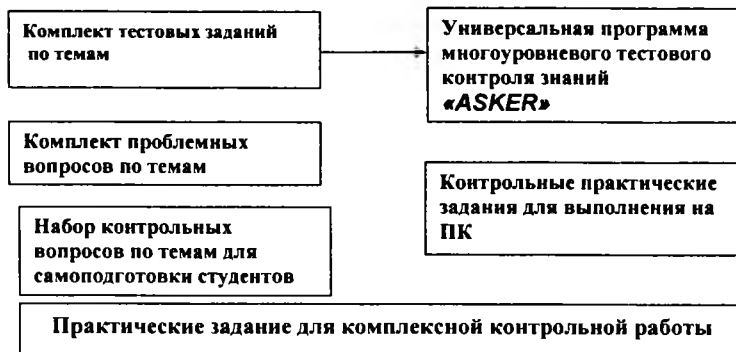 Комплект тестовых заданий
по темам
Универсальная программа
многоуровневого тестового
контроля знаний
«ASKER»
Комплект проблемных
вопросов по темам
Контрольные практические
задания для выполнения на
ПК
Набор контрольных
вопросов по темам для
самоподготовки студентов
Практические задание для комплексной контрольной работы